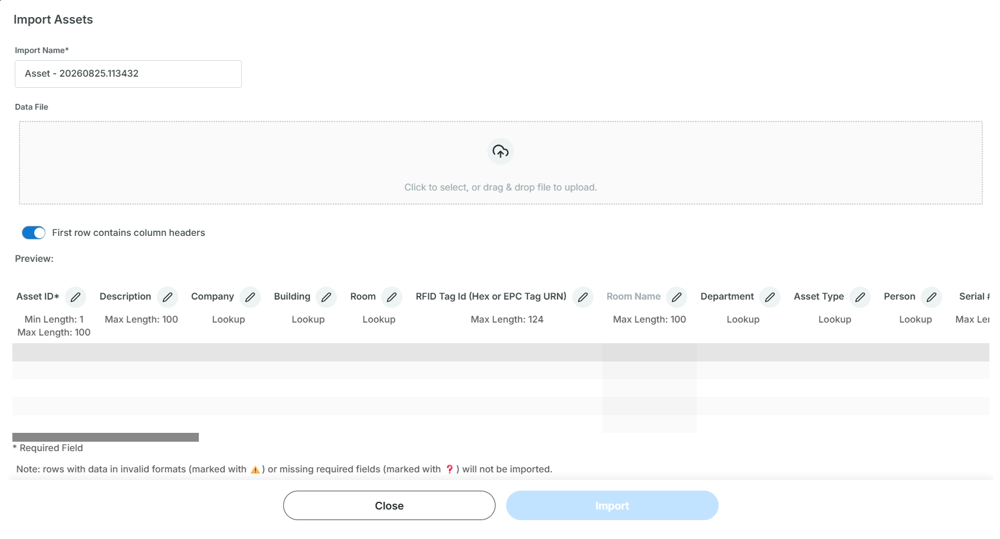 Import Assets
Import Name*
Asset - 20260825.113432
Data File
Click to select, or drag & drop file to upload.
First row contains column headers
Preview:
Asset ID* Description Company Building Room RFID Tag Id (Hex or EPC Tag URN) Room Name Department Asset Type Person Serial #
Min Length: 1 Max Length: 100 Lookup Lookup Lookup Max Length: 124 Max Length: 100 Lookup Lookup Lookup Max Ler
Max Length: 100
* Required Field
Note: rows with data in invalid formats (marked with ⚠️) or missing required fields (marked with ❓) will not be imported.
Close Import